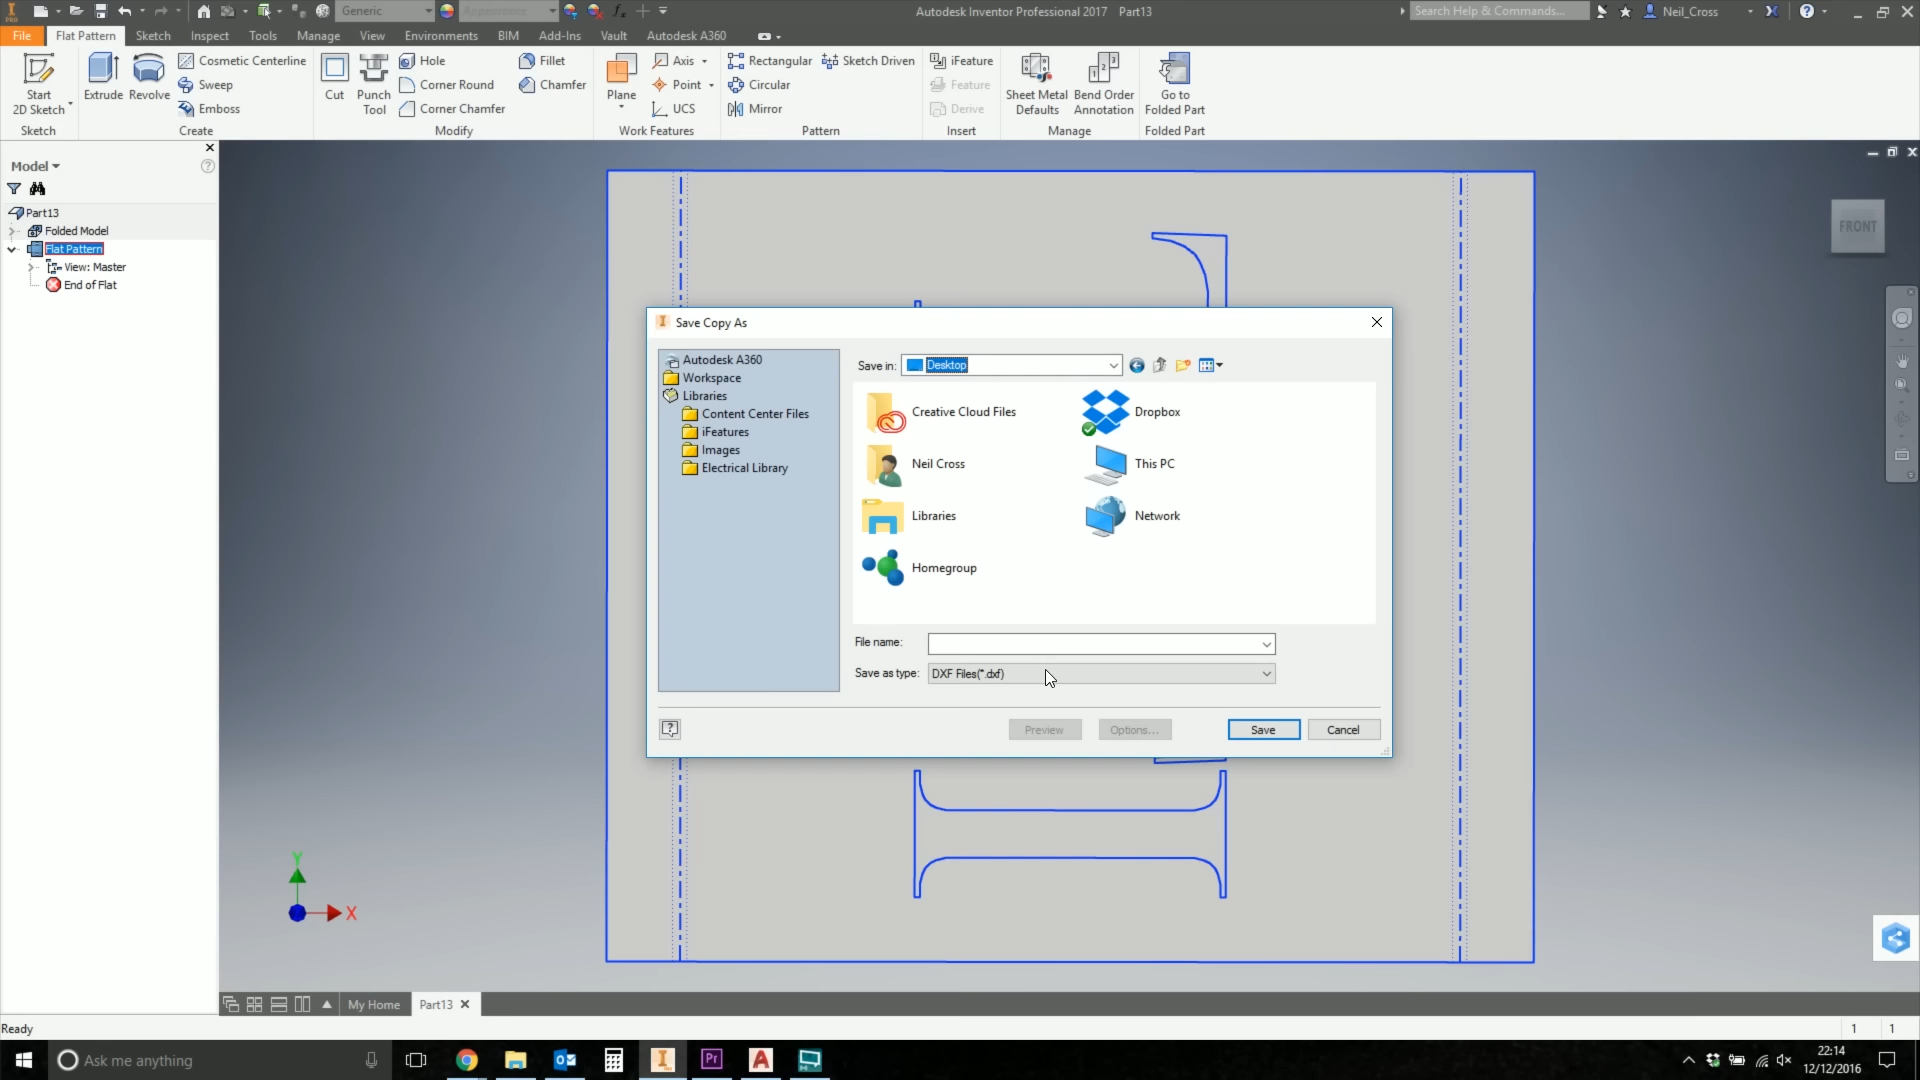 Generic
Appearance
Autodesk Inventor Professional 2017 Part13
Search Help & Commands...
Neil_Cross
PRO
File Flat Pattern Sketch Inspect Tools Manage View Environments BIM Add-Ins Vault Autodesk A360
Start
2D Sketch
Sketch
Extrude
Revolve
Cosmetic Centerline
Sweep
Emboss
Create
Cut
Punch
Tool
Hole
Corner Round
Corner Chamfer
Fillet
Chamfer
Modify
Plane
Axis
Point
UCS
Work Features
Rectangular
Circular
Mirror
Sketch Driven
Pattern
iFeature
Feature
Derive
Insert
Sheet Metal
Defaults
Bend Order
Annotation
Manage
Go to
Folded Part
Folded Part
Model
Part13
Folded Model
Flat Pattern
View: Master
End of Flat
FRONT
Save Copy As
Autodesk A360
Workspace
Libraries
Content Center Files
iFeatures
Images
Electrical Library
Save in: Desktop
Creative Cloud Files
Dropbox
Neil Cross
This PC
Libraries
Network
Homegroup
File name:
Save as type: DXF Files(*.dxf)
Preview
Options...
Save
Cancel
Y
X
My Home
Part13
Ready
1 1
Ask me anything
Pr
22:14
12/12/2016